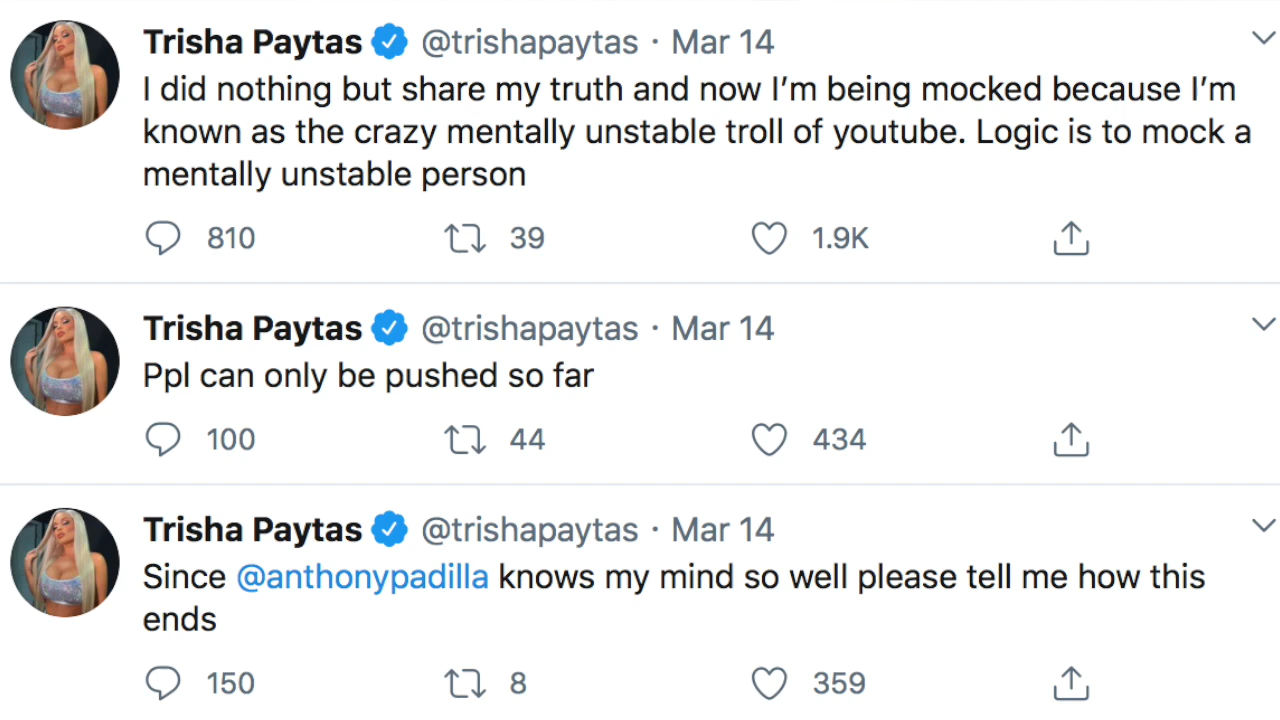 Trisha Paytas @trishapaytas · Mar 14
I did nothing but share my truth and now I’m being mocked because I’m
known as the crazy mentally unstable troll of youtube. Logic is to mock a
mentally unstable person
810 39 1.9K
Trisha Paytas @trishapaytas · Mar 14
Ppl can only be pushed so far
100 44 434
Trisha Paytas @trishapaytas · Mar 14
Since @anthonypadilla knows my mind so well please tell me how this
ends
150 8 359